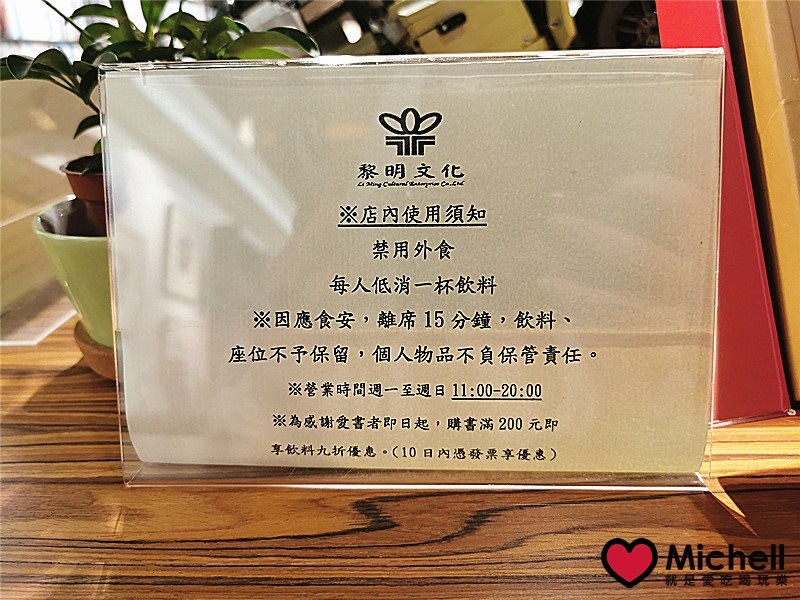 黎明文化
Li Ming Cultural Enterprise Co.,Ltd.
※店內使用須知
禁用外食
每人低消一杯飲料
※因應食安，離席15分鐘，飲料、
座位不予保留，個人物品不負保管責任。
※營業時間週一至週日 11:00-20:00
※為感謝愛書者即日起，購書滿200元即
享飲料九折優惠。(10日內憑發票享優惠)
Michell
就是愛吃喝玩樂